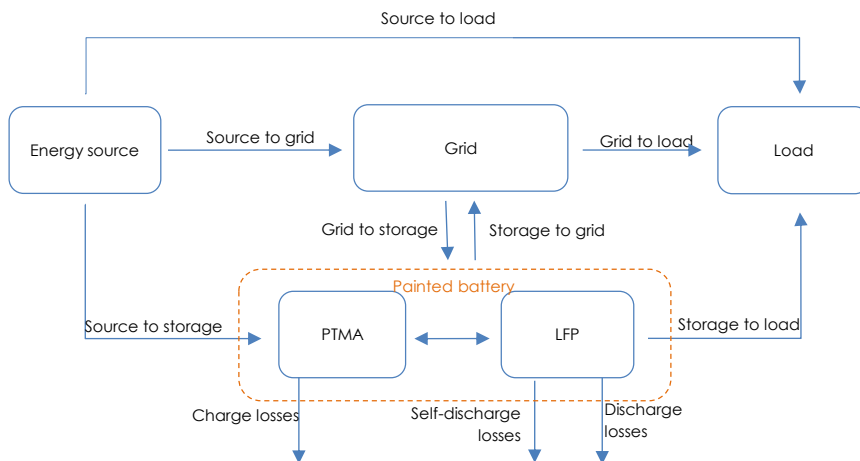 Source to load
Energy source
Source to grid
Grid
Grid to load
Load
Grid to storage
Storage to grid
Painted battery
Source to storage
PTMA
LFP
Storage to load
Charge losses
Self-discharge
losses
Discharge
losses